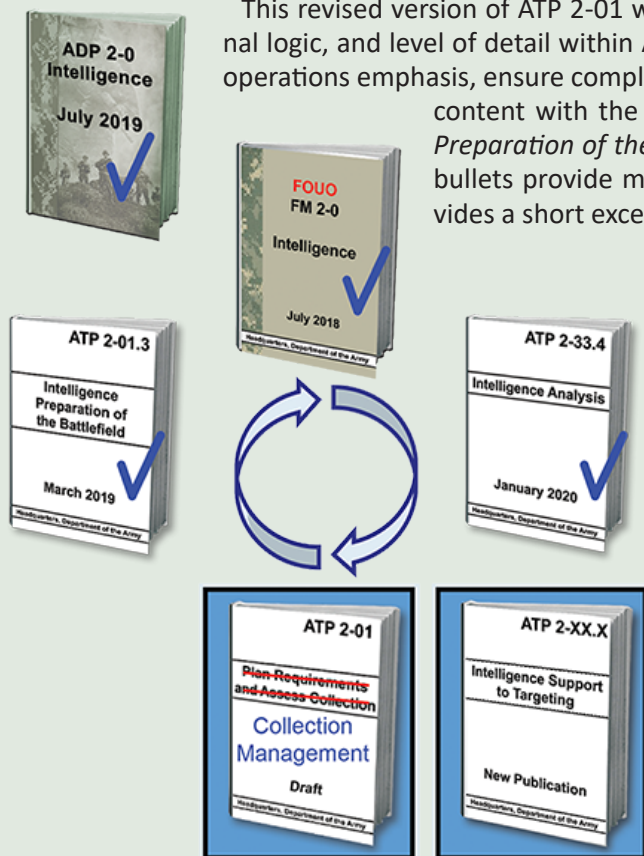 This revised version of ATP 2-01 w
nal logic, and level of detail within A
operations emphasis, ensure compl
content with the
Preparation of the
bullets provide m
vides a short exce
ADP 2-0
Intelligence
July 2019
FOUO
FM 2-0
Intelligence
July 2018
Headquarters, Department of the Army
ATP 2-01.3
Intelligence
Preparation of
the Battlefield
March 2019
Headquarters, Department of the Army
ATP 2-33.4
Intelligence Analysis
January 2020
Headquarters, Department of the Army
ATP 2-01
Plan Requirements
and Assess Collection
Collection
Management
Draft
Headquarters, Department of the Army
ATP 2-XX.X
Intelligence Support
to Targeting
New Publication
Headquarters, Department of the Army